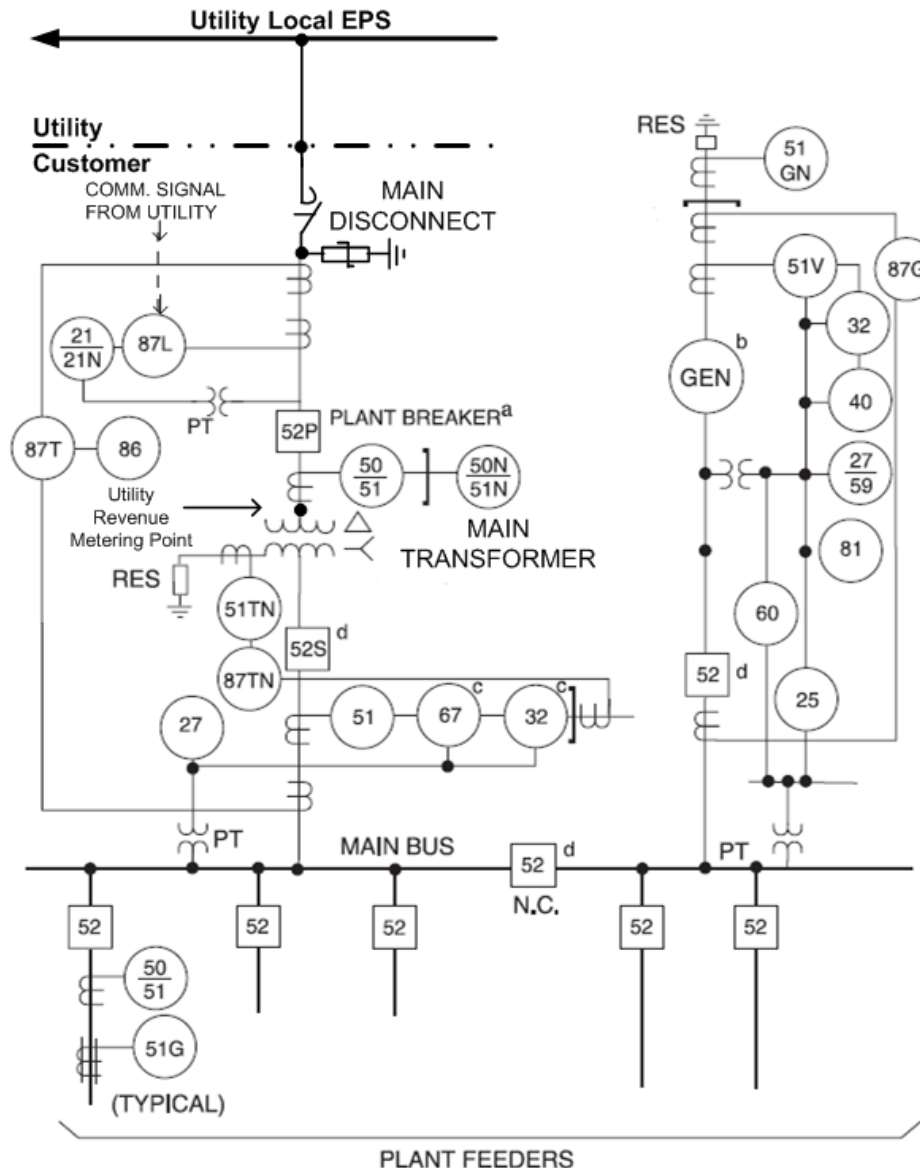 Utility Local EPS
Utility
Customer
COMM. SIGNAL
FROM UTILITY
MAIN
DISCONNECT
21
21N
87L
PT
52P
PLANT BREAKER a
87T
86
50
51
50N
51N
Utility
Revenue
Metering Point
MAIN
TRANSFORMER
RES
51TN
52S
d
87TN
27
51
67
c
32
c
PT
MAIN BUS
52
d
N.C.
RES
51
GN
51V
87G
32
GEN
b
40
27
59
81
60
52
d
25
PT
52
52
52
52
52
50
51
51G
(TYPICAL)
PLANT FEEDERS